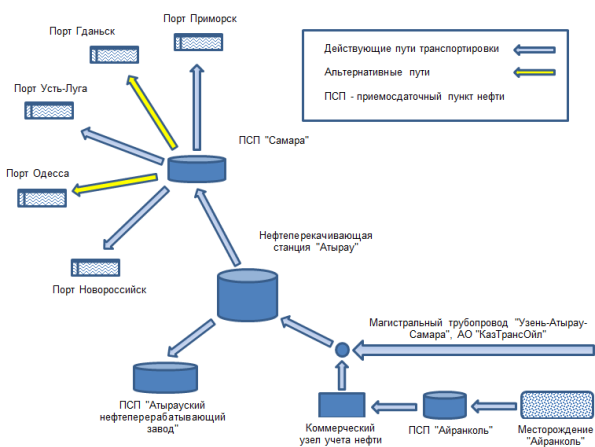 Порт Приморск
Порт Гданьск
Порт Усть-Луга
Порт Одесса
Порт Новороссийск
Действующие пути транспортировки
Альтернативные пути
ПСП - приемосдаточный пункт нефти
ПСП "Самара"
Нефтеперекачивающая
станция "Атырау"
Магистральный трубопровод "Узень-Атырау-
Самара", АО "КазТрансОйл"
ПСП "Атырауский
нефтеперерабатывающий
завод"
Коммерческий
узел учета нефти
ПСП "Айранколь"
Месторождение
"Айранколь"